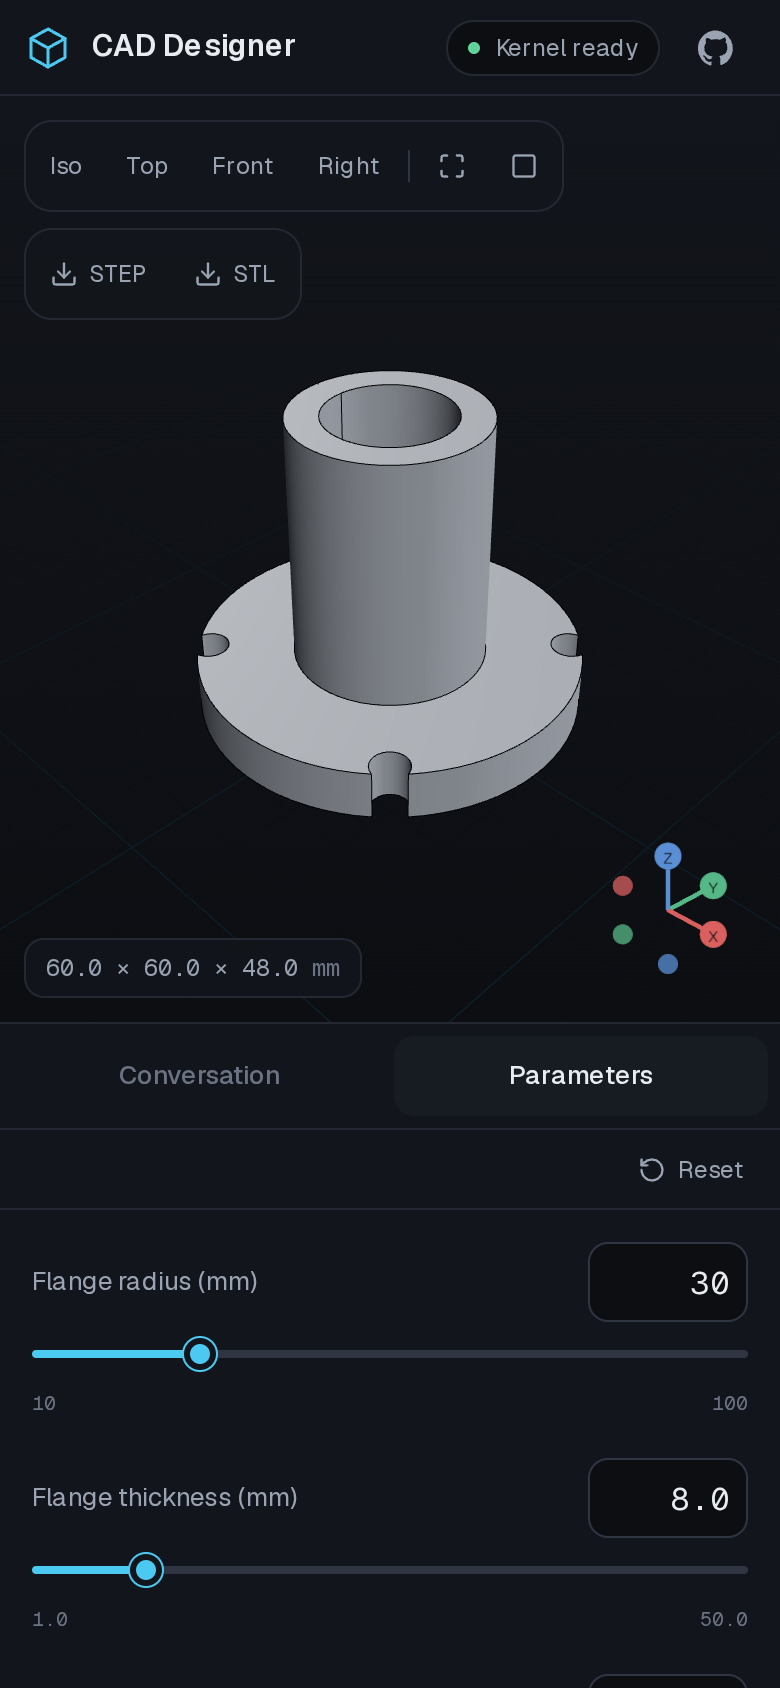 CAD Designer
Kernel ready
Iso Top Front Right
STEP STL
Z
Y
X
60.0 × 60.0 × 48.0 mm
Conversation Parameters
Reset
Flange radius (mm) 30
10 100
Flange thickness (mm) 8.0
1.0 50.0